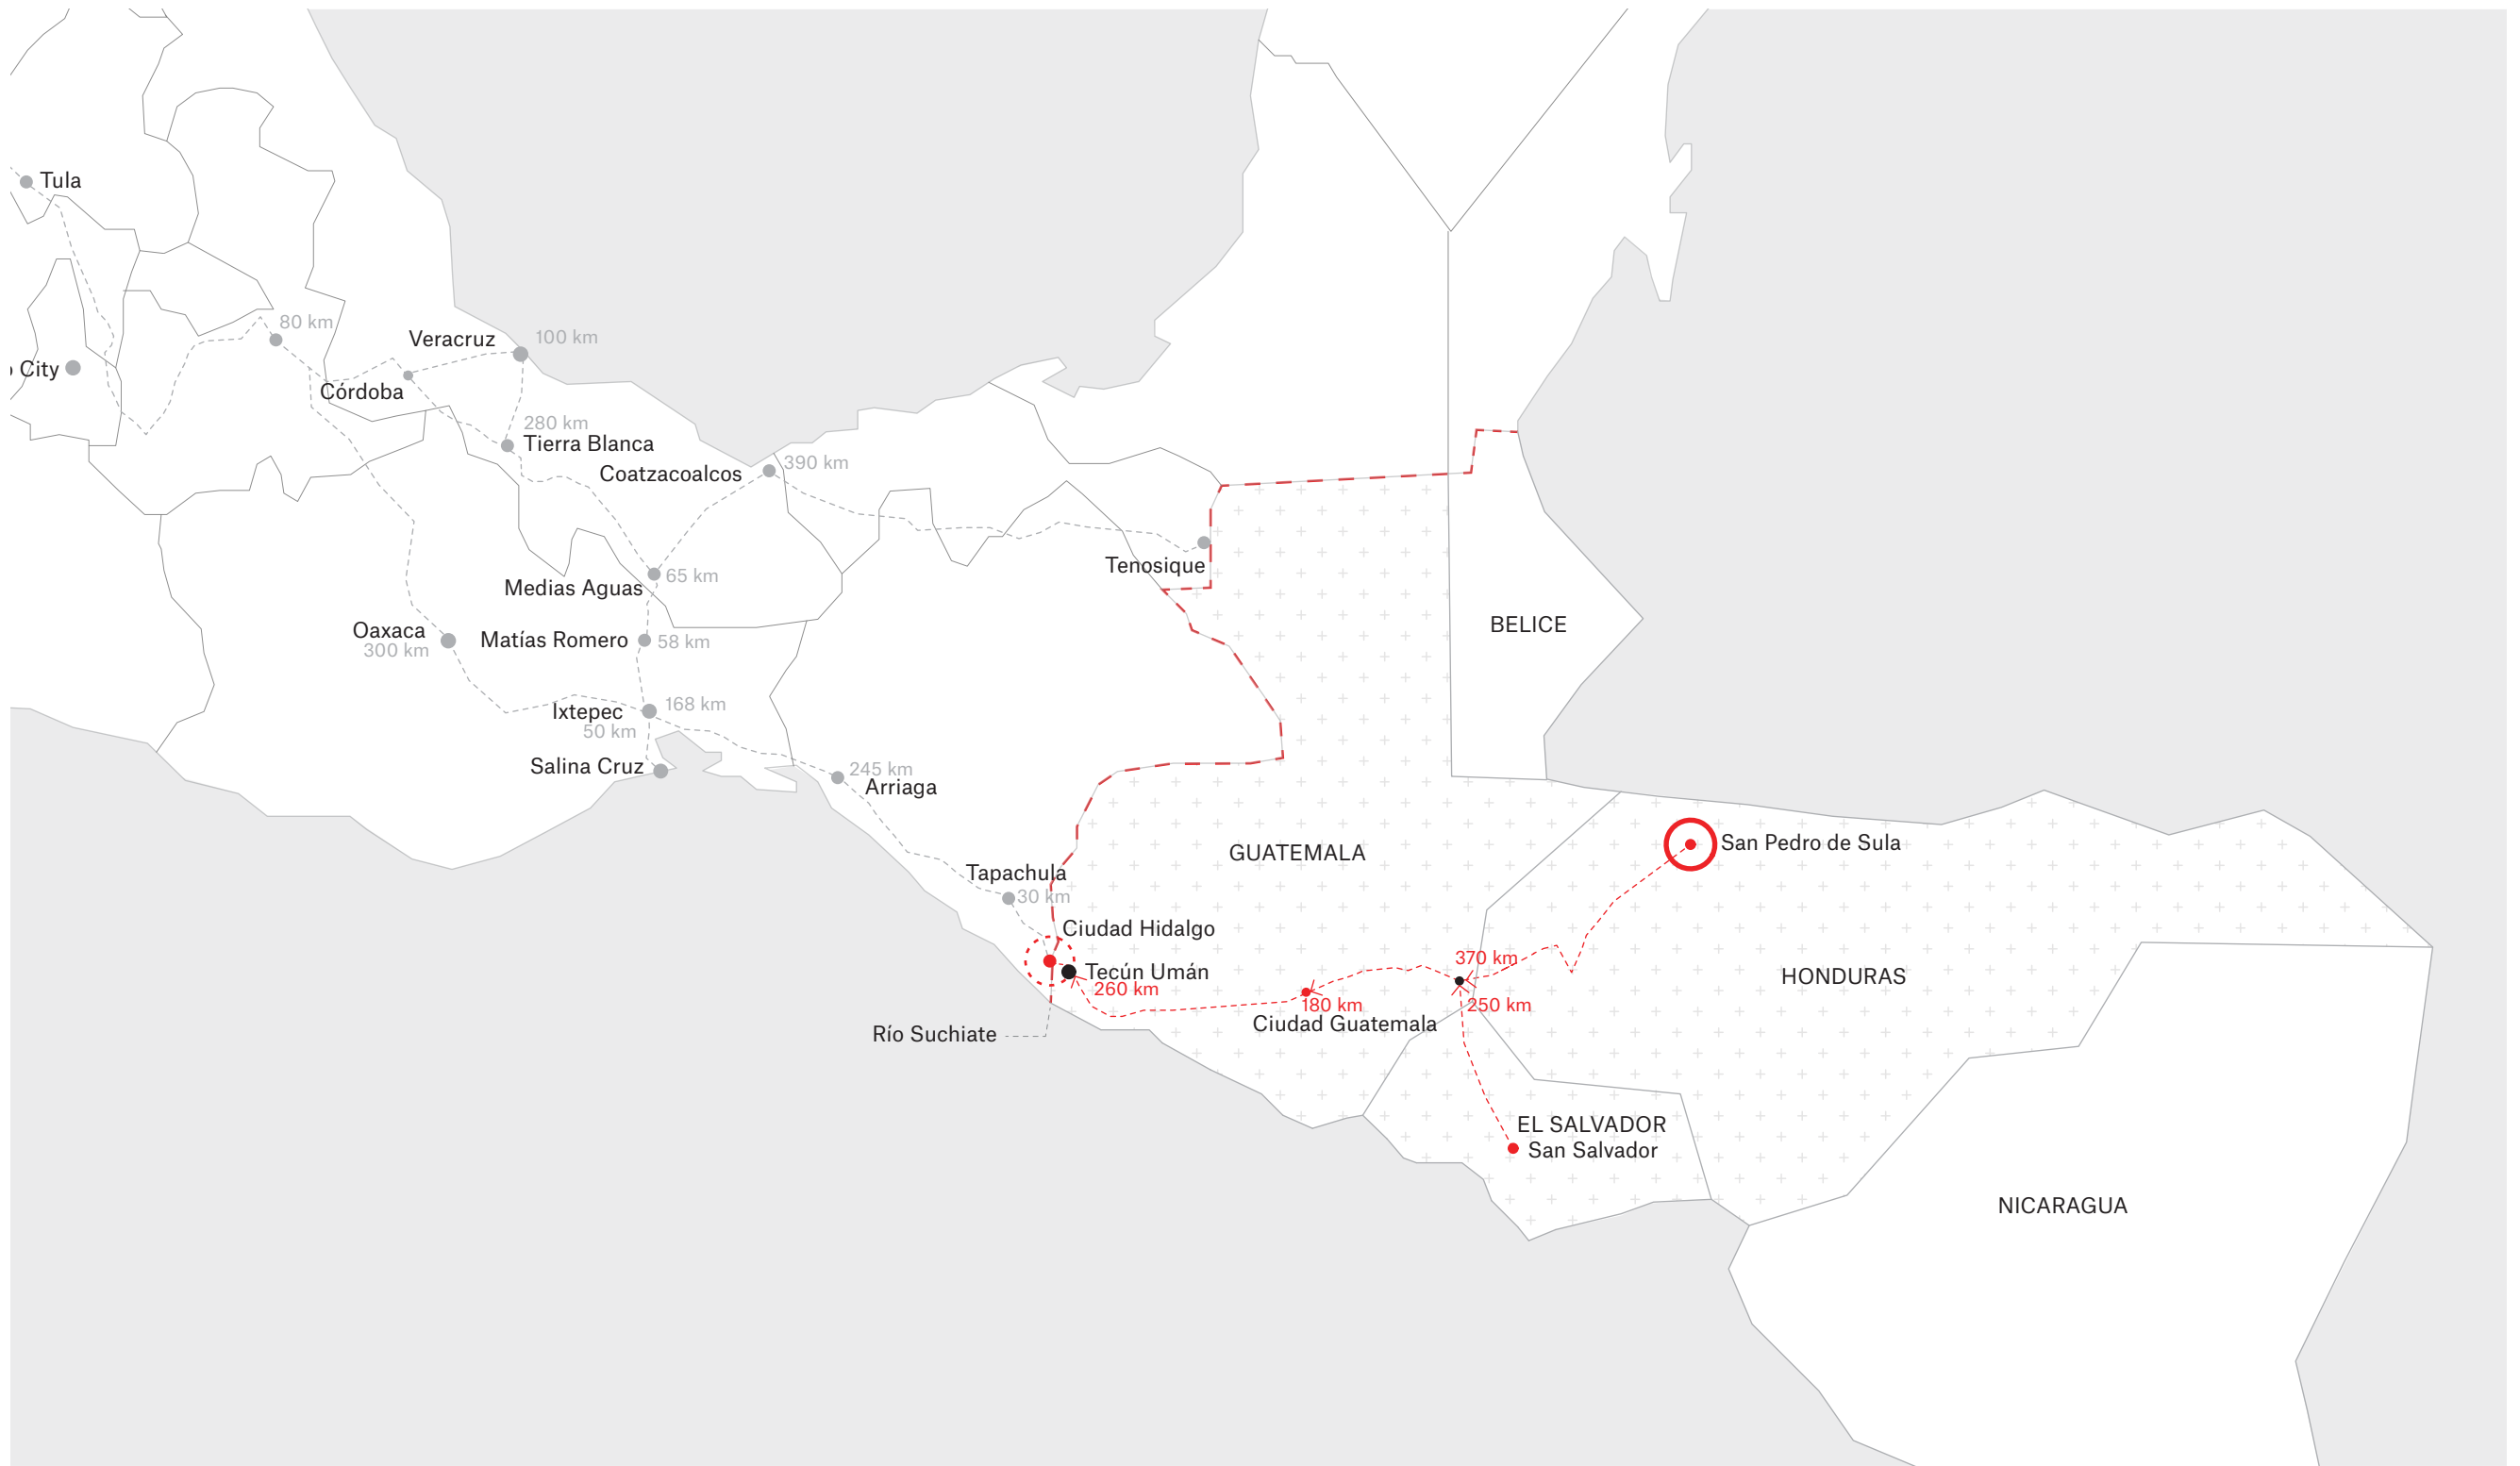 Tula
80 km
Veracruz
100 km
City
Córdoba
280 km
Tierra Blanca
Coatzacoalcos
390 km
Tenosique
Medias Aguas
65 km
BELICE
Oaxaca
300 km
Matías Romero
58 km
Ixtepec
168 km
50 km
Salina Cruz
245 km
Arriaga
GUATEMALA
San Pedro de Sula
Tapachula
30 km
Ciudad Hidalgo
Tecún Umán
260 km
370 km
HONDURAS
180 km
250 km
Ciudad Guatemala
Río Suchiate
EL SALVADOR
San Salvador
NICARAGUA